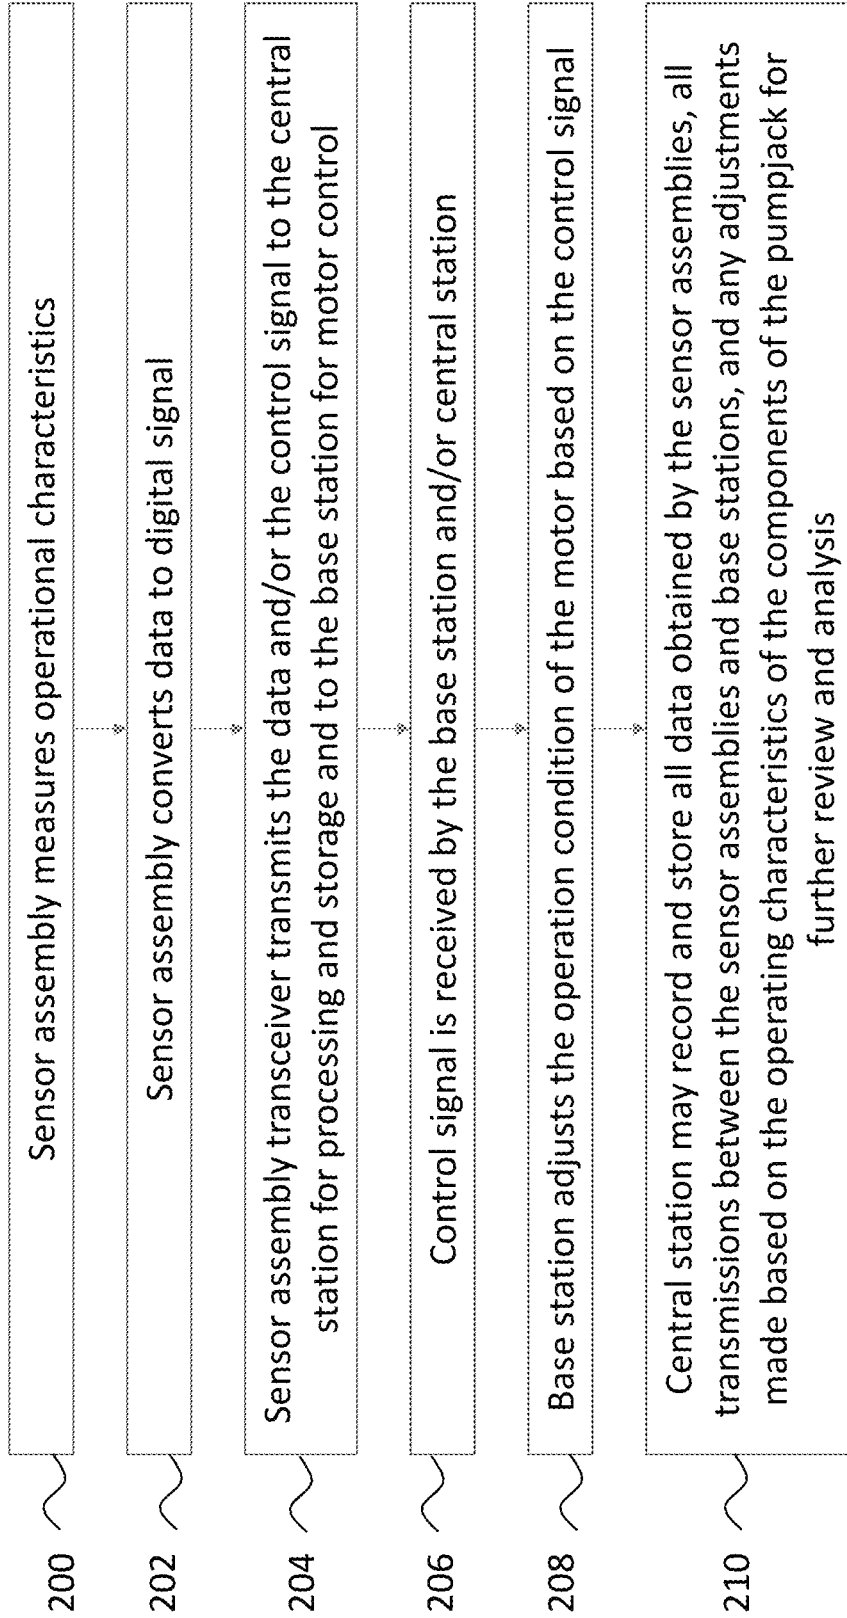 200
Sensor assembly measures operational characteristics
202
Sensor assembly converts data to digital signal
204
Sensor assembly transceiver transmits the data and/or the control signal to the central
station for processing and storage and to the base station for motor control
206
Control signal is received by the base station and/or central station
208
Base station adjusts the operation condition of the motor based on the control signal
210
Central station may record and store all data obtained by the sensor assemblies, all
transmissions between the sensor assemblies and base stations, and any adjustments
made based on the operating characteristics of the components of the pumpjack for
further review and analysis